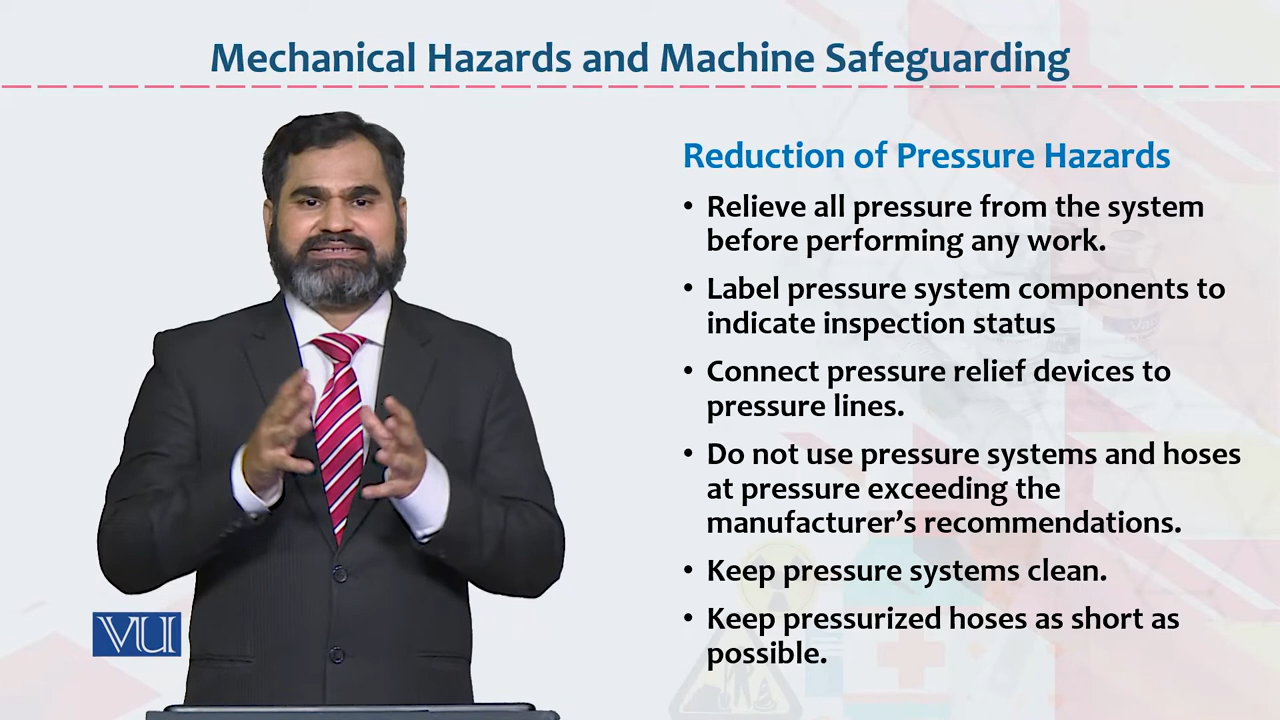 Mechanical Hazards and Machine Safeguarding
Reduction of Pressure Hazards
• Relieve all pressure from the system
before performing any work.
• Label pressure system components to
indicate inspection status
• Connect pressure relief devices to
pressure lines.
• Do not use pressure systems and hoses
at pressure exceeding the
manufacturer’s recommendations.
• Keep pressure systems clean.
• Keep pressurized hoses as short as
possible.
VU